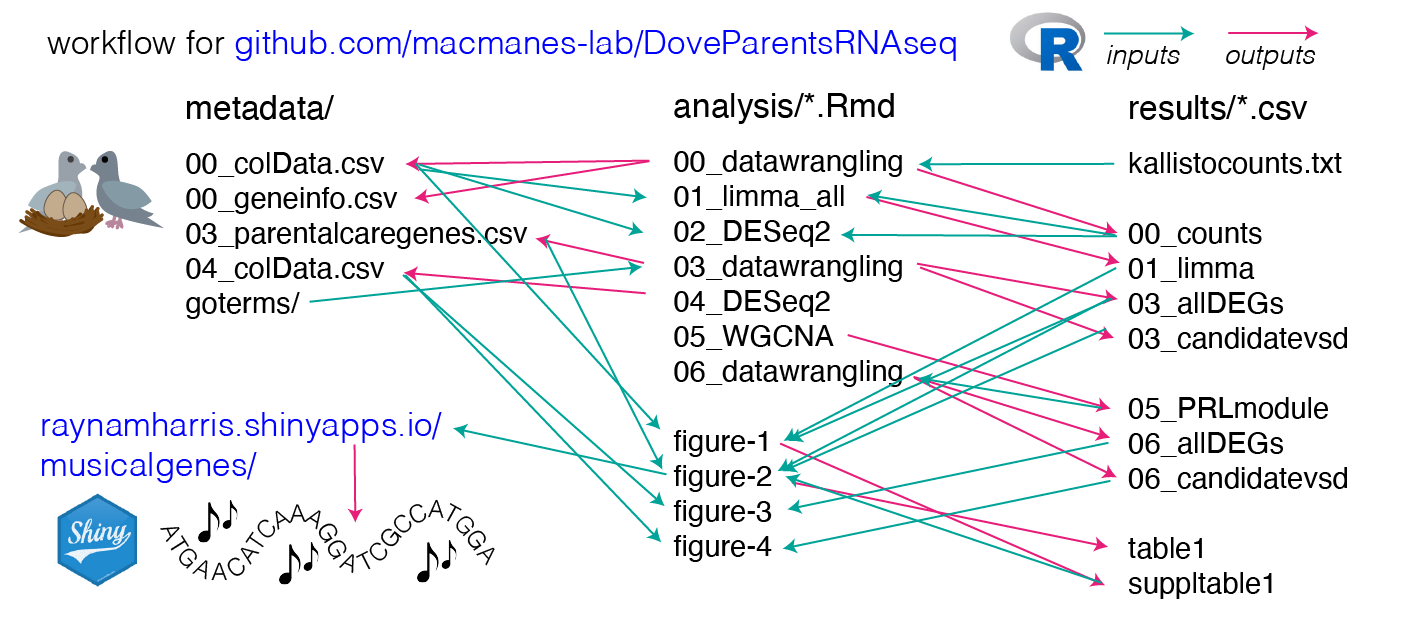 workflow for github.com/macmanes-lab/DoveParentsRNAseq
R
inputs
outputs
metadata/
00_colData.csv
00_geneinfo.csv
03_parentalcaregenes.csv
04_colData.csv
goterms/
analysis/*.Rmd
00_datawrangling
01_limma_all
02_DESeq2
03_datawrangling
04_DESeq2
05_WGCNA
06_datawrangling
figure-1
figure-2
figure-3
figure-4
results/*.csv
kallistocounts.txt
00_counts
01_limma
03_allDEGs
03_candidatevsd
05_PRLmodule
06_allDEGs
06_candidatevsd
table1
suppltable1
raynamharris.shinyapps.io/
musicalgenes/
Shiny
ATGAACATCAAAGGATCGCCATGGA